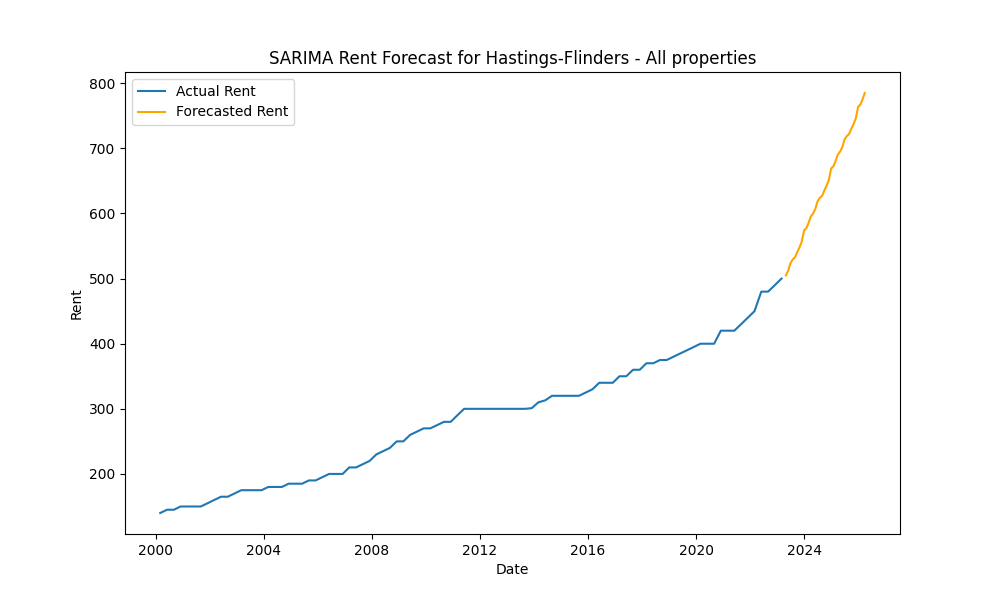 SARIMA Rent Forecast for Hastings-Flinders - All properties
Actual Rent
Forecasted Rent
800
700
600
500
400
300
200
Rent
2000 2004 2008 2012 2016 2020 2024
Date